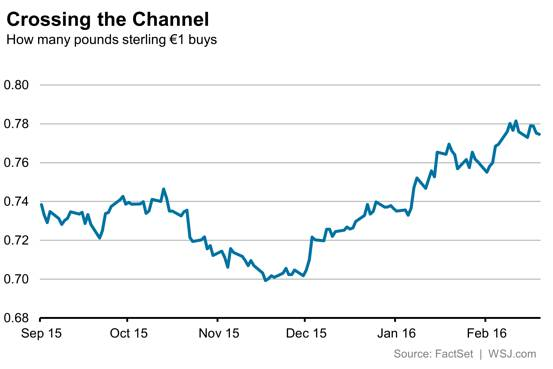 Crossing the Channel
How many pounds sterling €1 buys
0.80
0.78
0.76
0.74
0.72
0.70
0.68
Sep 15 Oct 15 Nov 15 Dec 15 Jan 16 Feb 16
Source: FactSet | WSJ.com